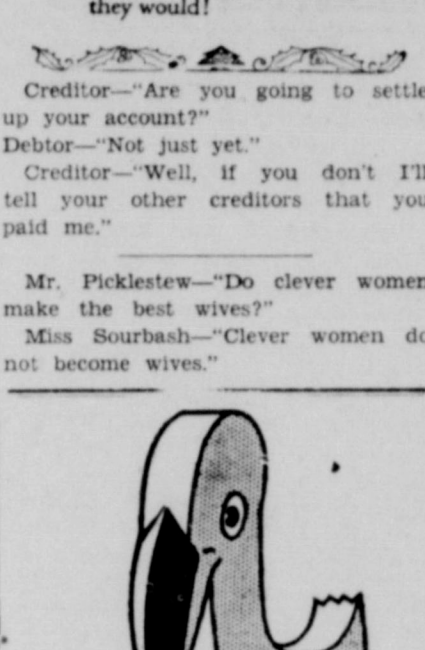 they would!
Creditor—"Are you going to settle
up your account?"
Debtor—"Not just yet."
Creditor—"Well, if you don't I'll
tell your other creditors that you
paid me."
Mr. Picklestew—"Do clever women
make the best wives?"
Miss Sourbash—"Clever women do
not become wives."